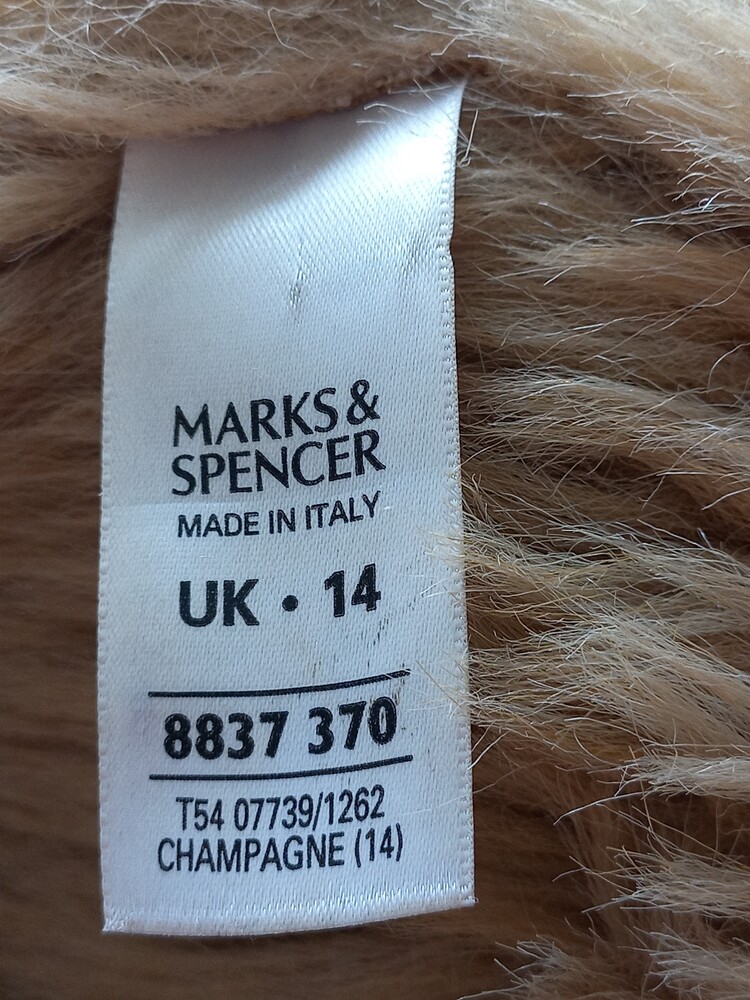 MARKS &
SPENCER
MADE IN ITALY
UK • 14
8837 370
T54 07739/1262
CHAMPAGNE (14)